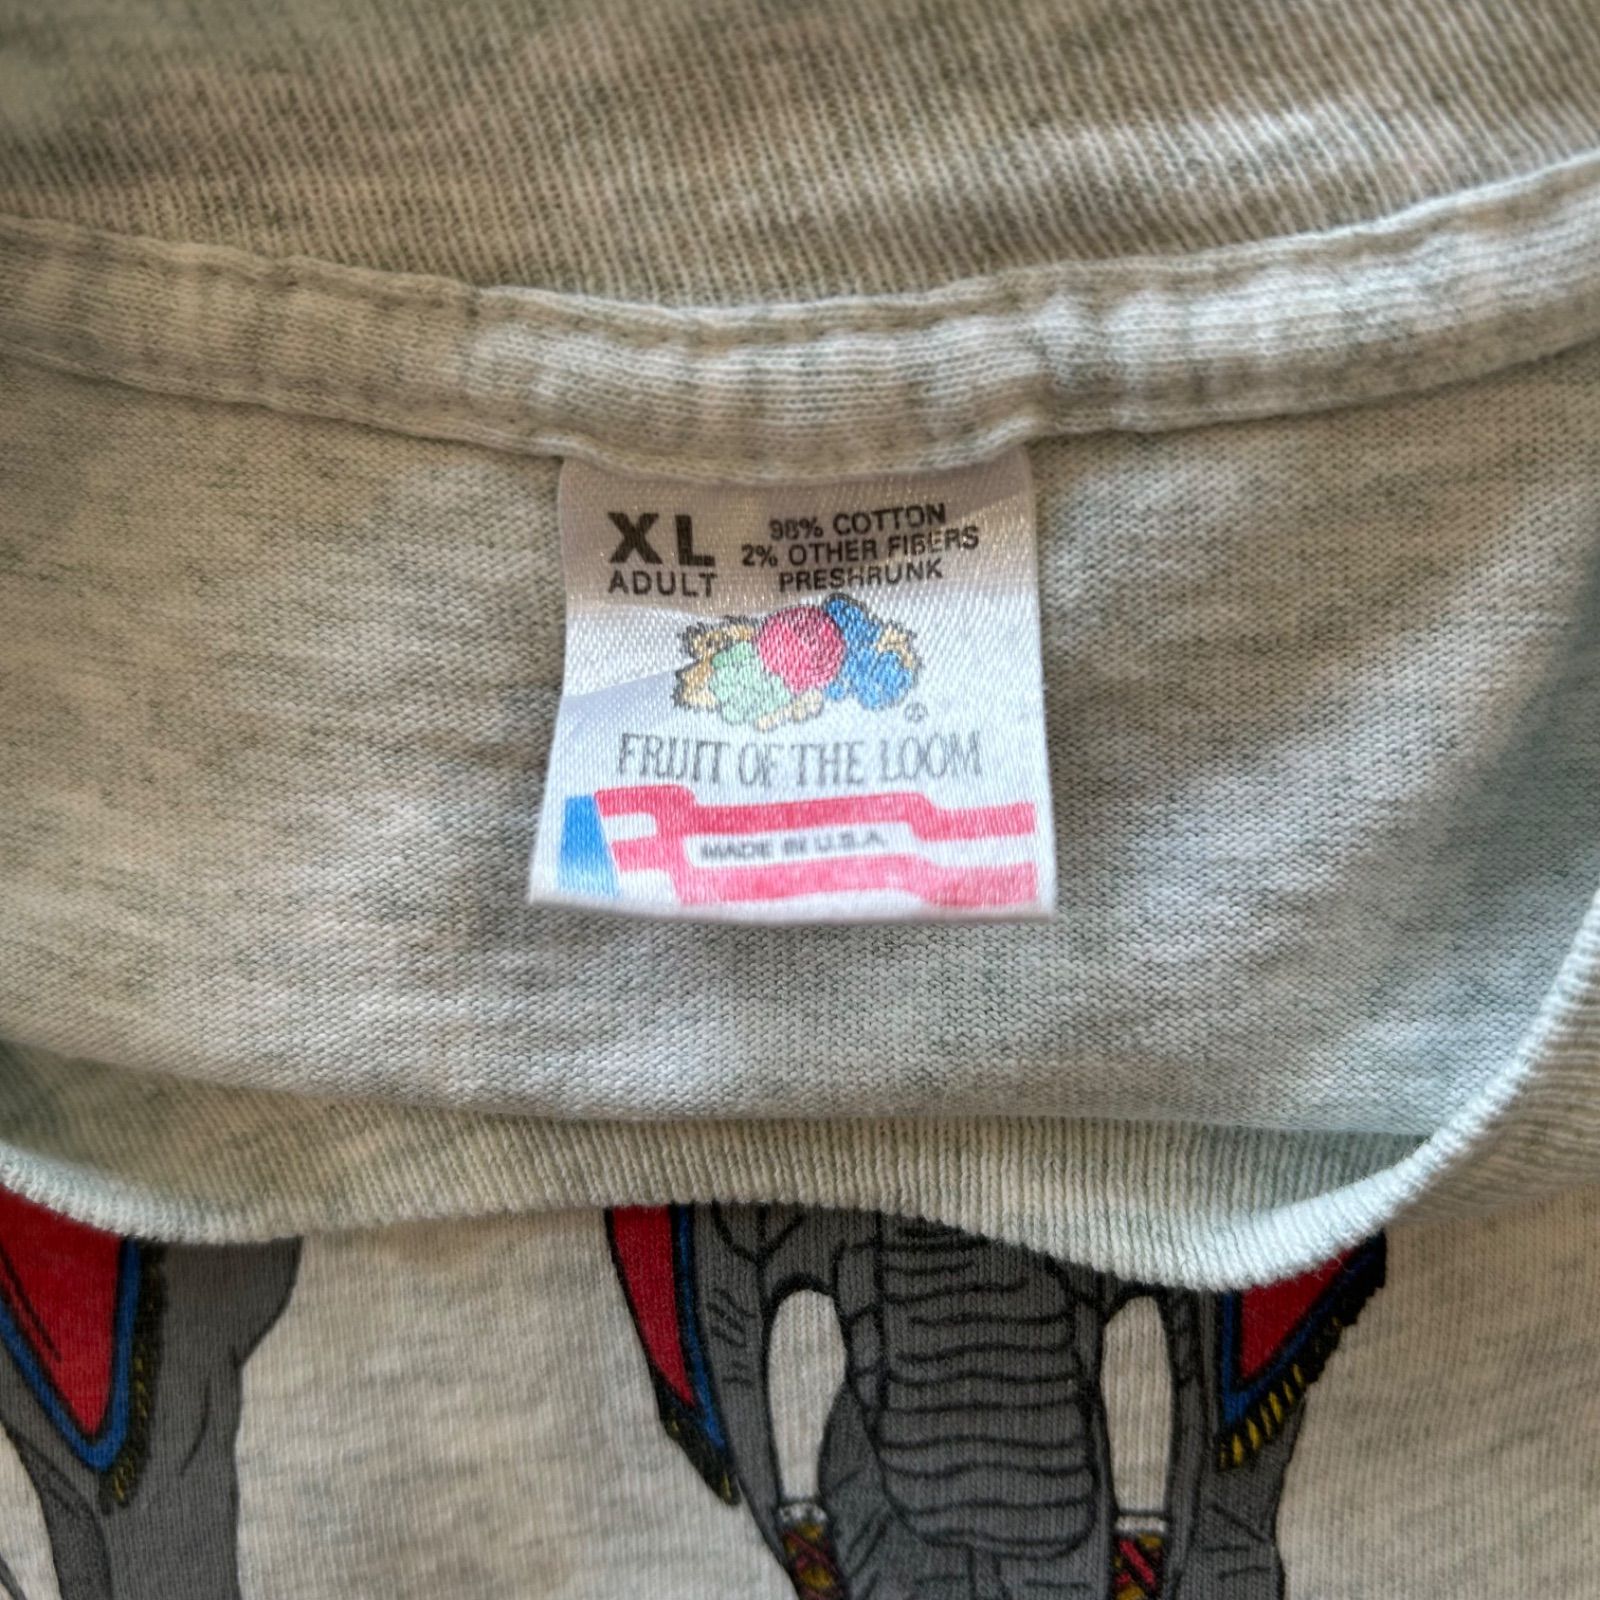 XL
ADULT
98% COTTON
2% OTHER FIBERS
PRESHRUNK
®
FRUIT OF THE LOOM
MADE IN U.S.A.